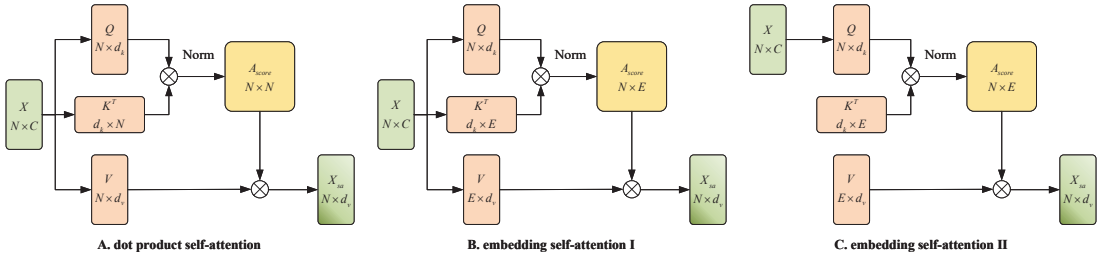 X
N×C
Q
N×d_k
K^T
d_k×N
V
N×d_v
Norm
A_score
N×N
X_sa
N×d_v
A. dot product self-attention
X
N×C
Q
N×d_k
K^T
d_k×E
V
E×d_v
Norm
A_score
N×E
X_sa
N×d_v
B. embedding self-attention I
X
N×C
Q
N×d_k
K^T
d_k×E
V
E×d_v
Norm
A_score
N×E
X_sa
N×d_v
C. embedding self-attention II